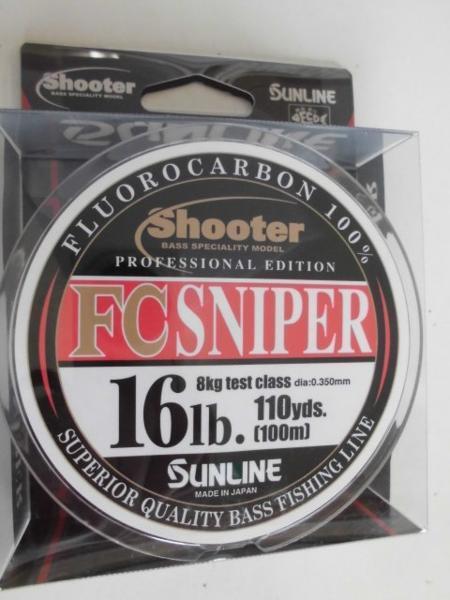 Shooter
BASS SPECIALITY MODEL
SUNLINE
SUNLINE
FLUOROCARBON 100%
Shooter
BASS SPECIALITY MODEL
PROFESSIONAL EDITION
FC SNIPER
16lb.
8kg test class dia:0.350mm
110yds.
(100m)
SUNLINE
MADE IN JAPAN
SUPERIOR QUALITY BASS FISHING LINE